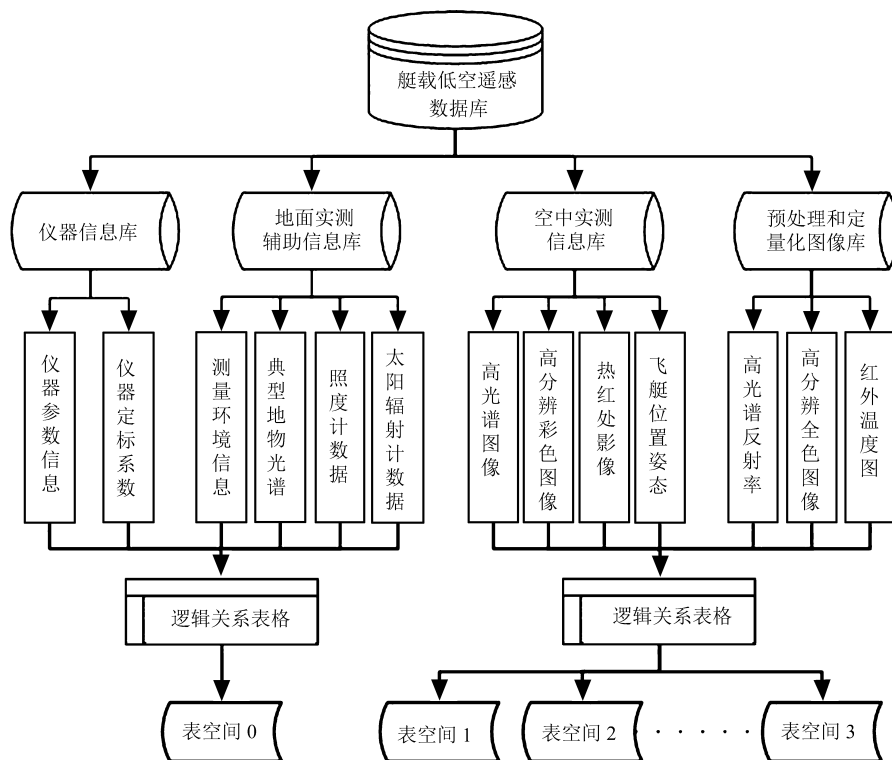 艇载低空遥感
数据库
仪器信息库
地面实测
辅助信息库
空中实测
信息库
预处理和定
量化图像库
仪器参数信息
仪器定标系数
测量环境信息
典型地物光谱
照度计数据
太阳辐射计数据
高光谱图像
高分辨彩色图像
热红处影像
飞艇位置姿态
高光谱反射率
高分辨全色图像
红外温度图
逻辑关系表格
逻辑关系表格
表空间 0
表空间 1
表空间 2
······
表空间 3